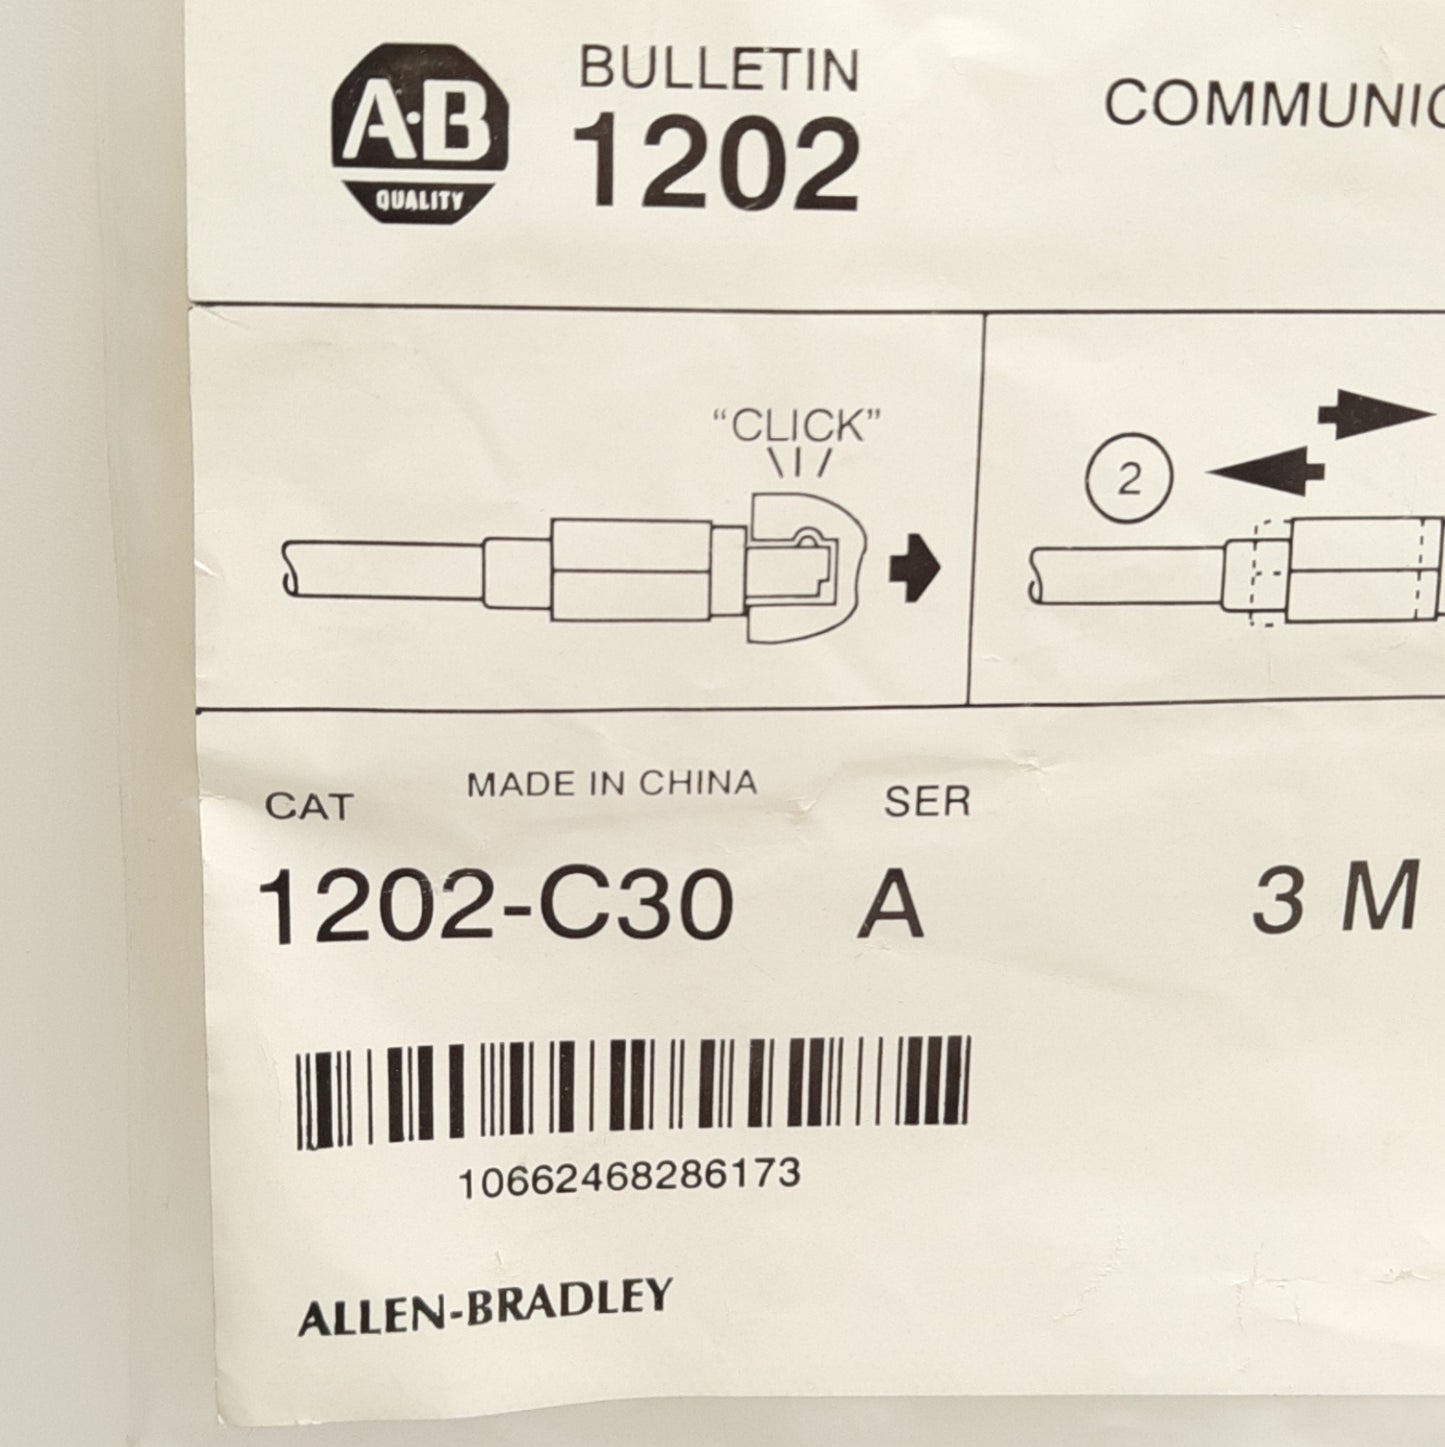 A·B
QUALITY
BULLETIN
1202
COMMUNIC
"CLICK"
2
CAT
MADE IN CHINA
SER
1202-C30
A
3 M
10662468286173
ALLEN-BRADLEY